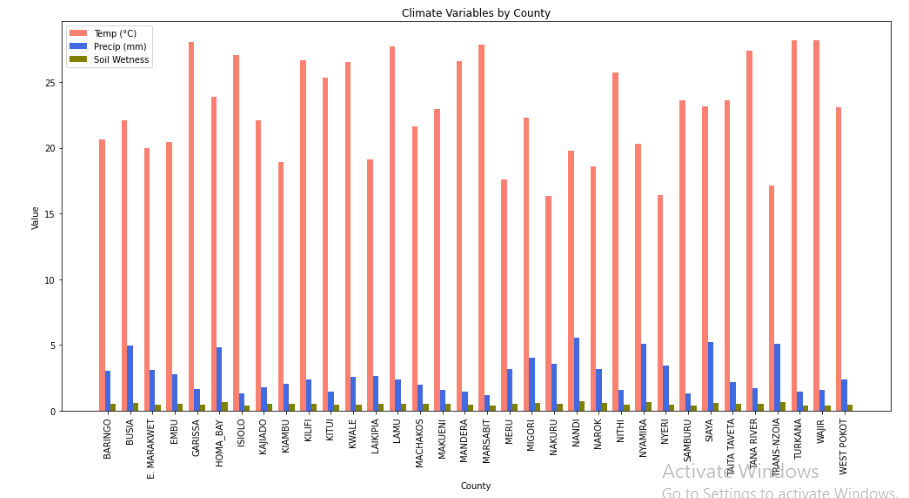 Climate Variables by County
Temp (°C)
Precip (mm)
Soil Wetness
25
20
15
10
5
0
Value
BARINGO
BUSIA
E. MARAKWET
EMBU
GARISSA
HOMA_BAY
ISIOLO
KAJIADO
KIAMBU
KILIFI
KITUI
KWALE
LAIKIPIA
LAMU
MACHAKOS
MAKUENI
MANDERA
MARSABIT
MERU
MIGORI
NAKURU
NANDI
NAROK
NITHI
NYAMIRA
NYERI
SAMBURU
SIAYA
TAITA TAVETA
TANA RIVER
TRANS-NZOIA
TURKANA
WAJIR
WEST POKOT
County
Activate Windows
Go to Settings to activate Windows.